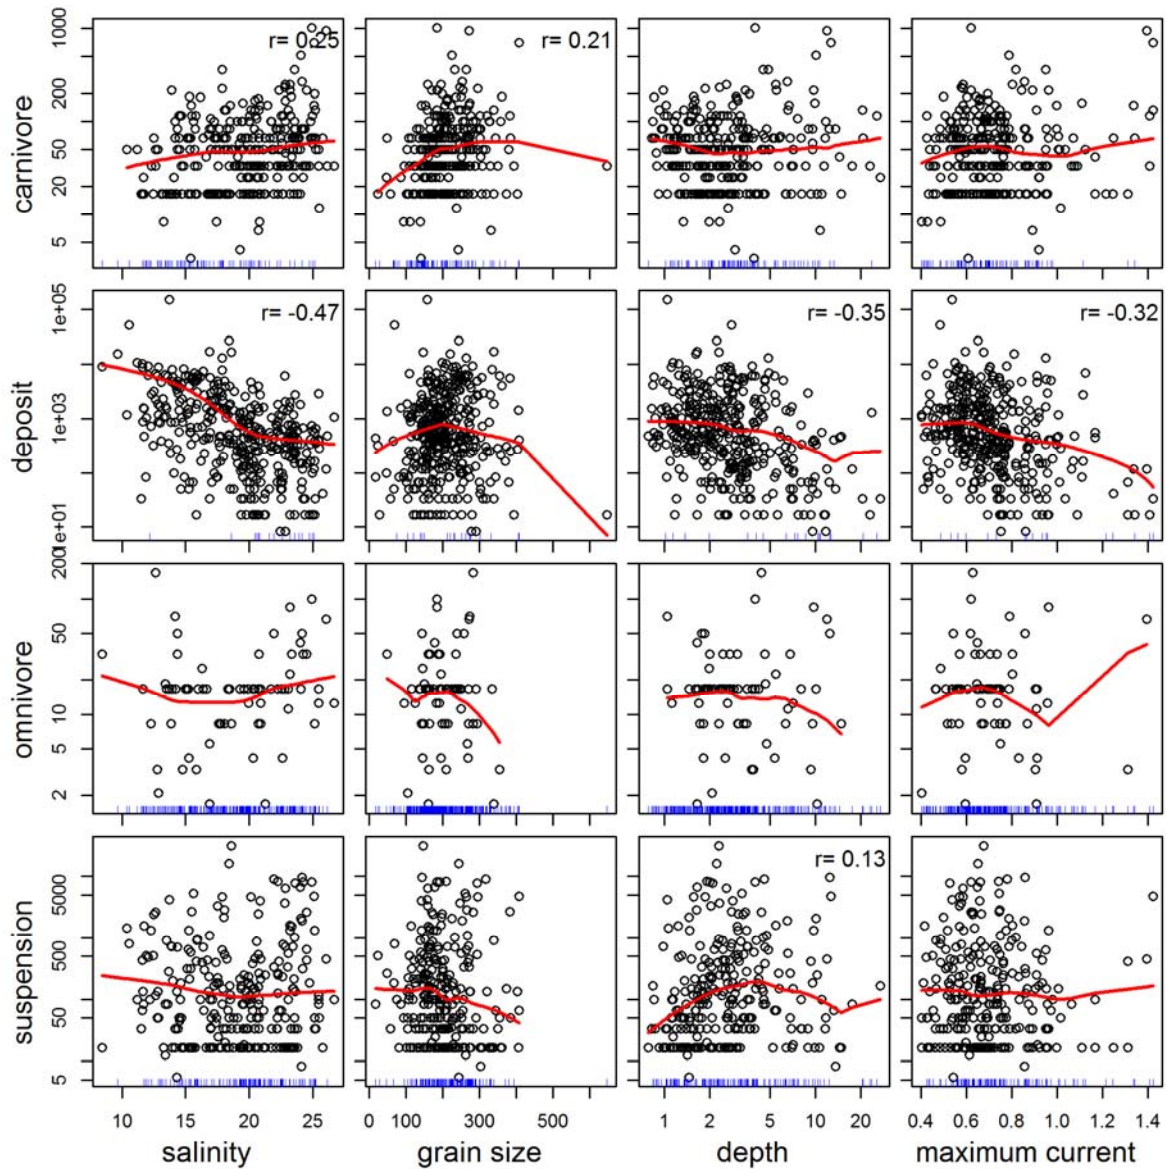 carnivore
1000
200
50
20
5
r= 0.25
r= 0.21
deposit
1e+05
1e+03
1e+01
r= -0.47
r= -0.35
r= -0.32
omnivore
200
50
10
5
2
suspension
5000
500
50
5
r= 0.13
10 15 20 25
0 100 300 500
1 2 5 10 20
0.4 0.6 0.8 1.0 1.2 1.4
salinity
grain size
depth
maximum current